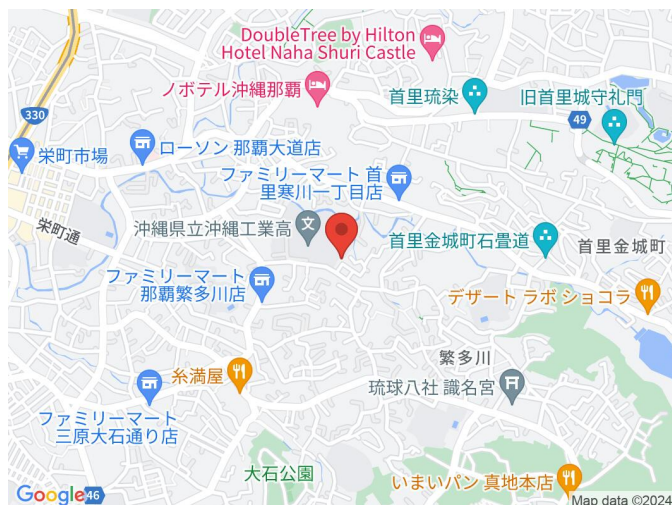 DoubleTree by Hilton
Hotel Naha Shuri Castle
ノボテル沖縄那覇
首里琉染
旧首里城守礼門
330
49
栄町市場
ローソン 那覇大道店
ファミリーマート 首
里寒川一丁目店
栄町通
沖縄県立沖縄工業高
首里金城町石畳道
首里金城町
ファミリーマート
那覇繁多川店
デザート ラボ ショコラ
繁多川
糸満屋
琉球八社 識名宮
ファミリーマート
三原大石通り店
大石公園
いまいパン 真地本店
Google
46
Map data ©2024